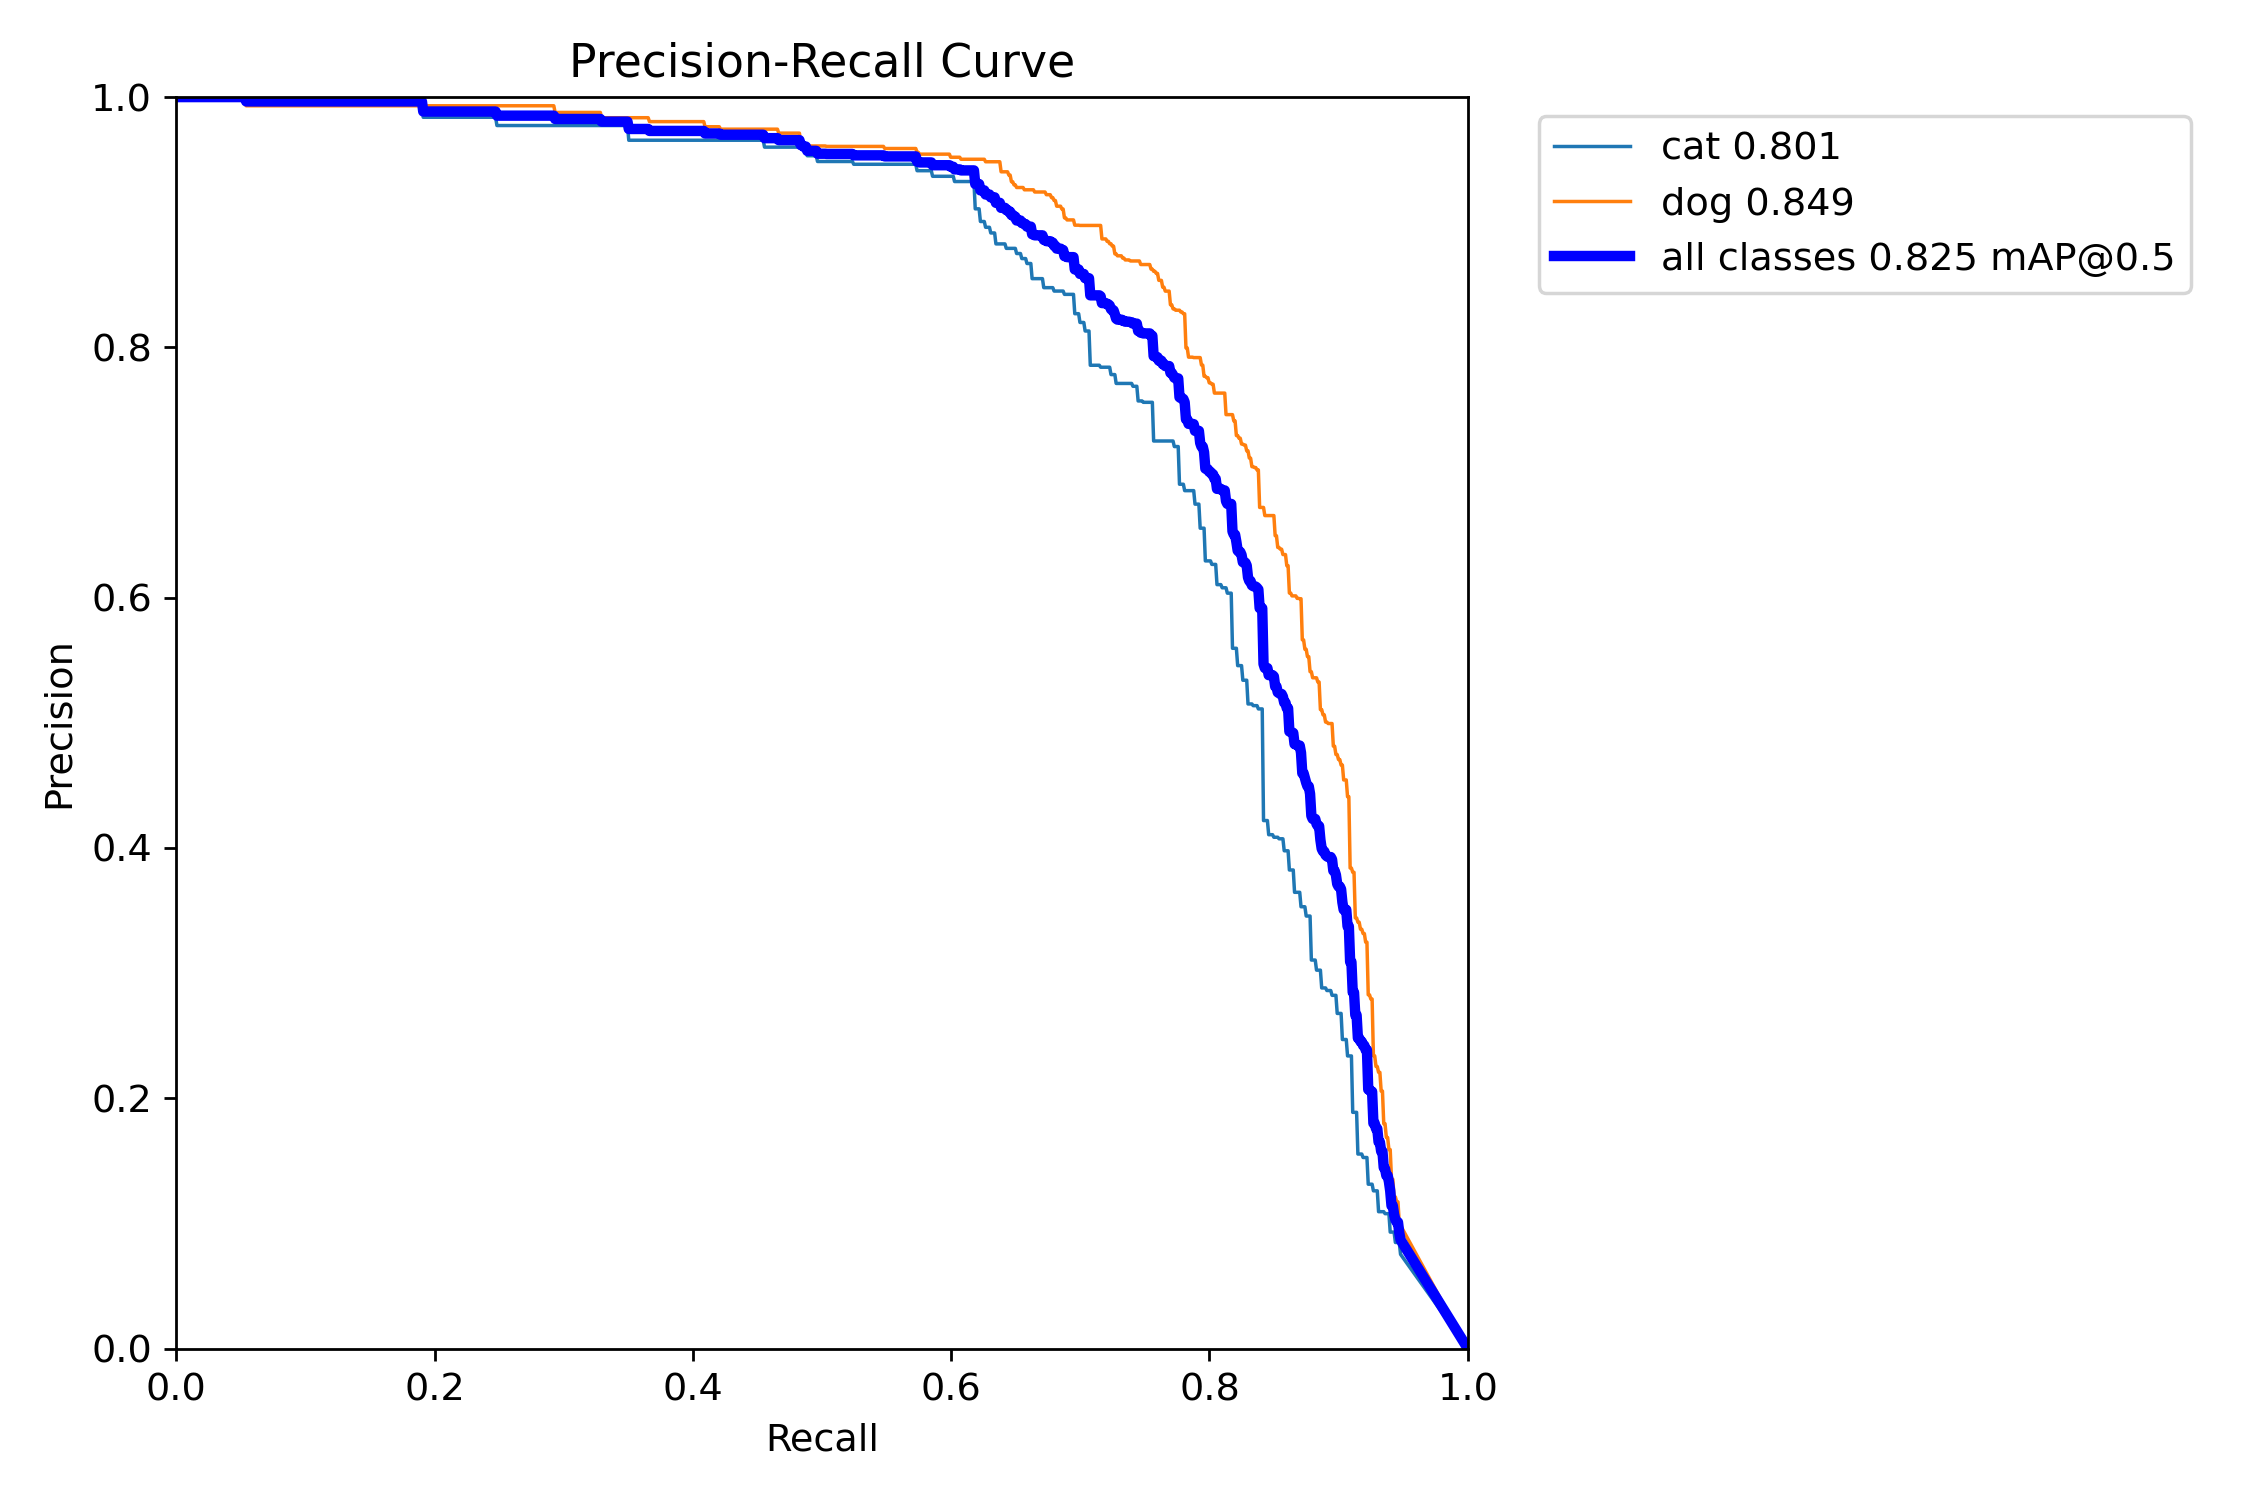 Precision-Recall Curve
cat 0.801
dog 0.849
all classes 0.825 mAP@0.5
1.0
0.8
0.6
0.4
0.2
0.0
Precision
0.0 0.2 0.4 0.6 0.8 1.0
Recall